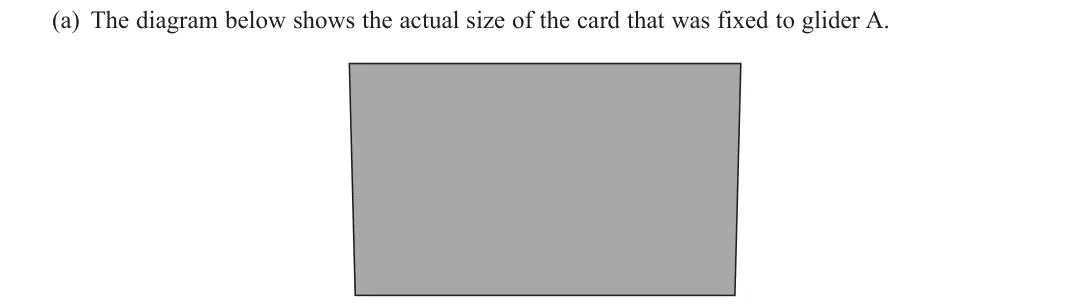 (a) The diagram below shows the actual size of the card that was fixed to glider A.